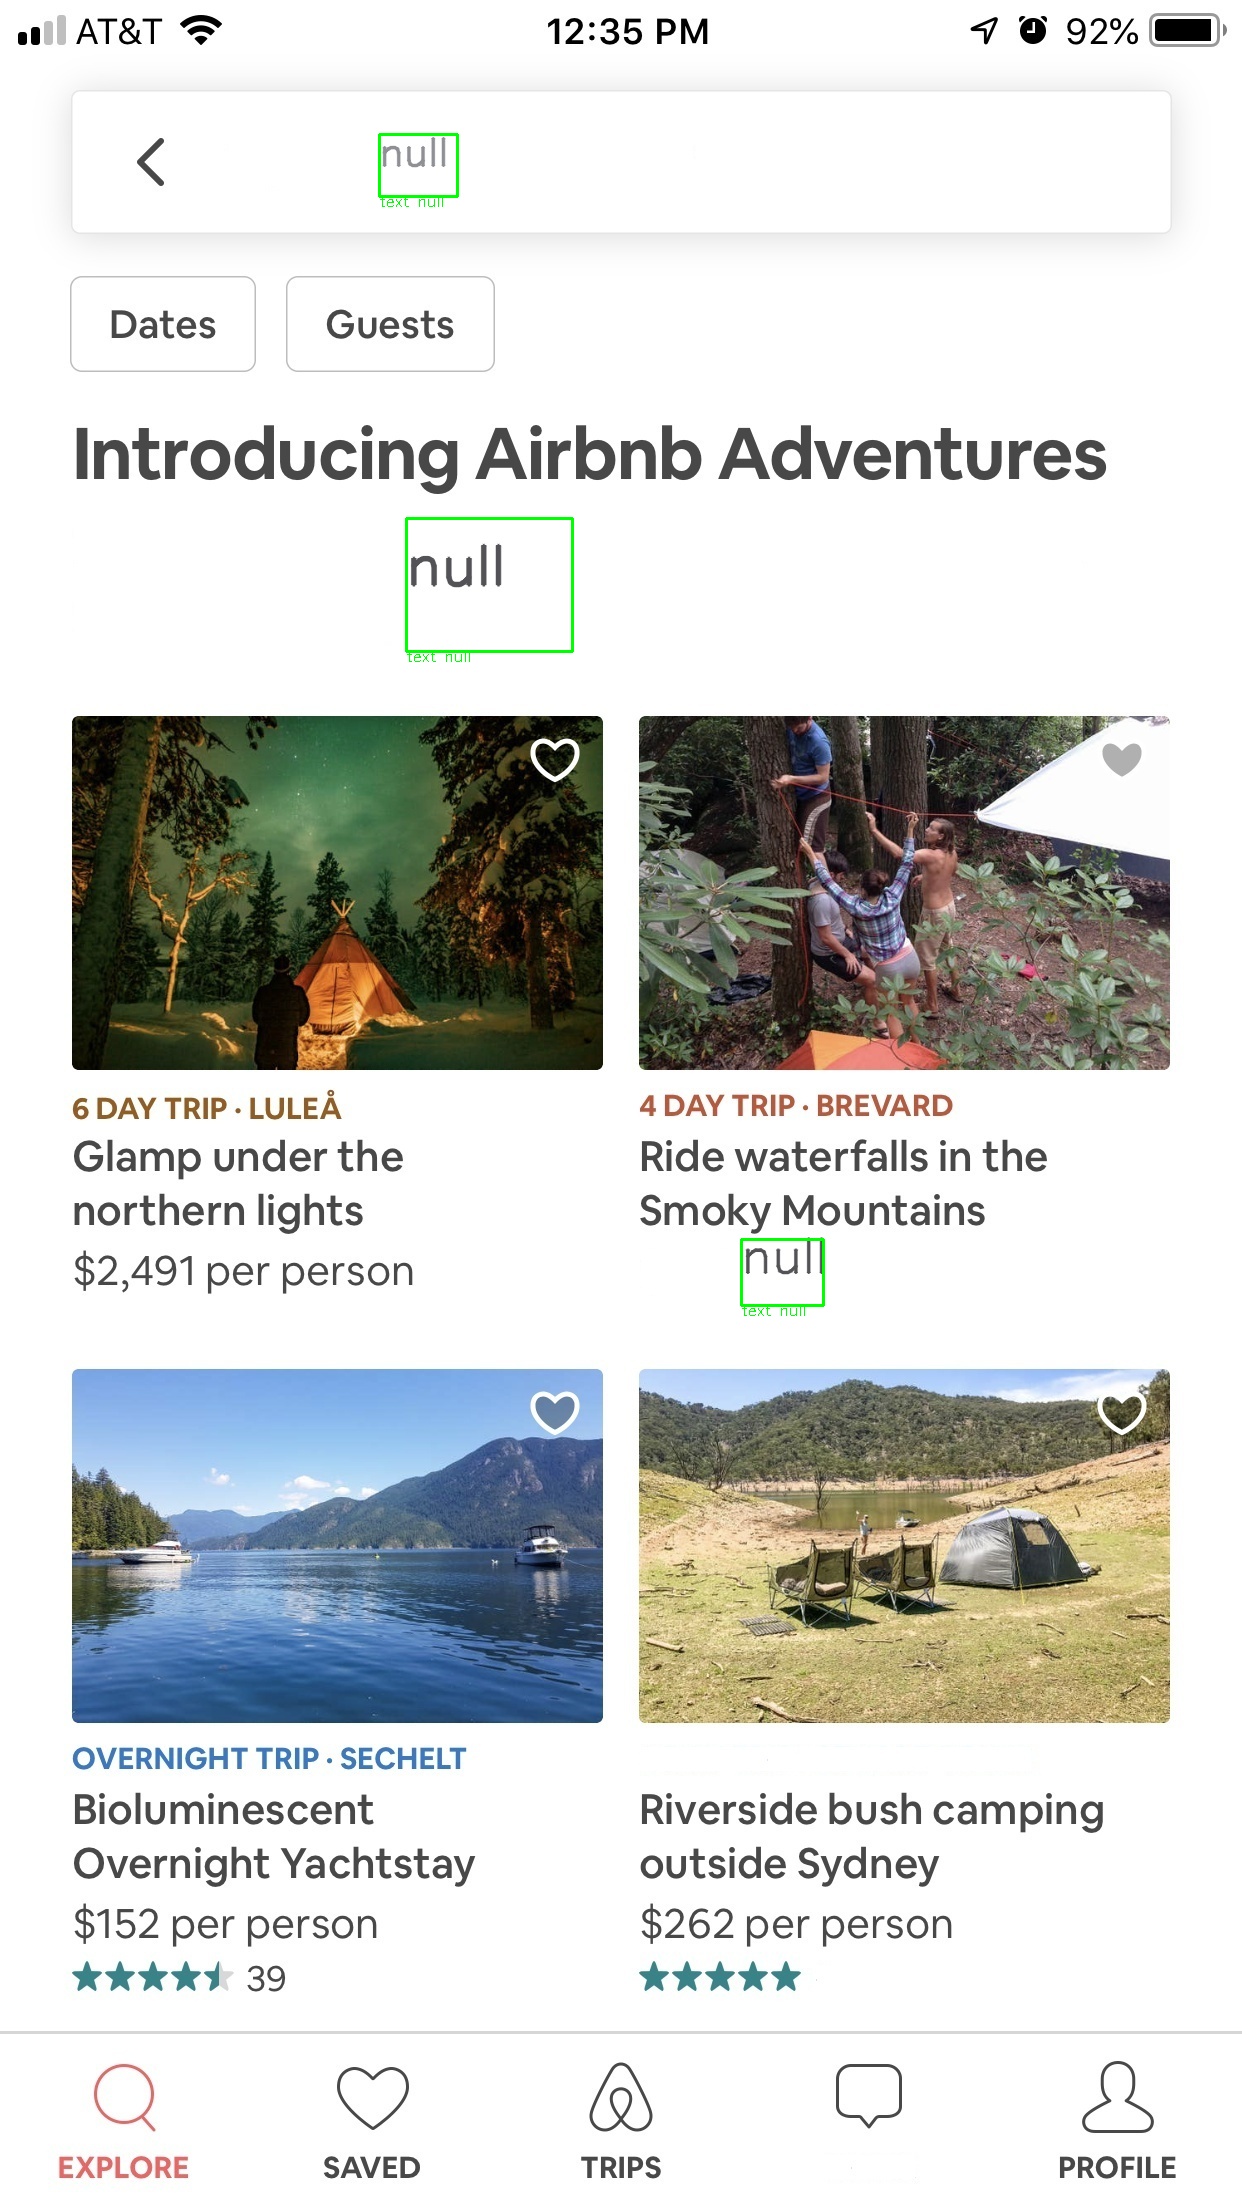 AT&T 12:35 PM 92%
null
text null
Dates Guests
Introducing Airbnb Adventures
null
text null
6 DAY TRIP · LULEÅ
Glamp under the
northern lights
$2,491 per person
4 DAY TRIP · BREVARD
Ride waterfalls in the
Smoky Mountains
null
text null
OVERNIGHT TRIP · SECHELT
Bioluminescent
Overnight Yachtstay
$152 per person
39
Riverside bush camping
outside Sydney
$262 per person
EXPLORE SAVED TRIPS PROFILE